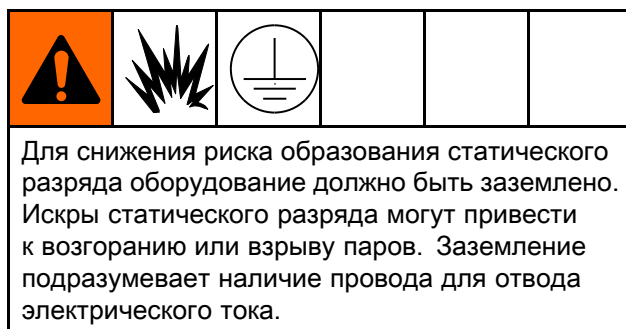 Для снижения риска образования статического
разряда оборудование должно быть заземлено.
Искры статического разряда могут привести
к возгоранию или взрыву паров. Заземление
подразумевает наличие провода для отвода
электрического тока.